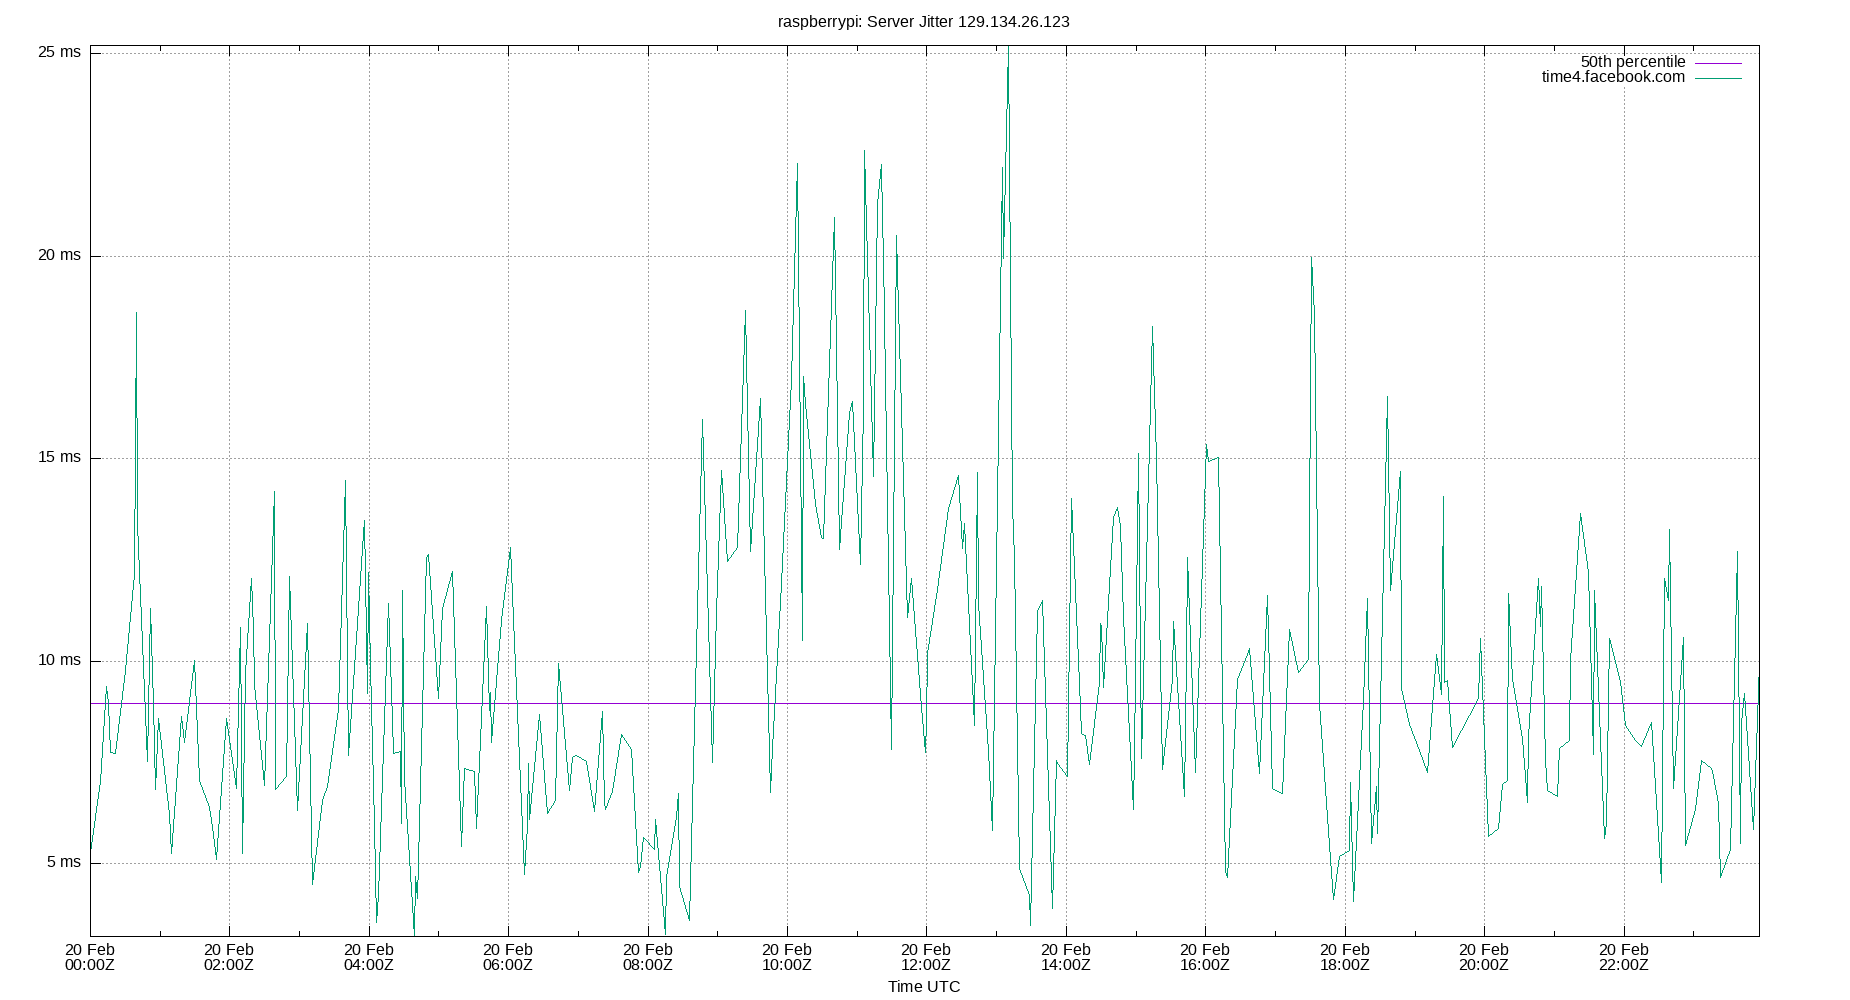 raspberrypi: Server Jitter 129.134.26.123
25 ms
20 ms
15 ms
10 ms
5 ms
50th percentile
time4.facebook.com
20 Feb 20 Feb 20 Feb 20 Feb 20 Feb 20 Feb 20 Feb 20 Feb 20 Feb 20 Feb 20 Feb 20 Feb
00:00Z 02:00Z 04:00Z 06:00Z 08:00Z 10:00Z 12:00Z 14:00Z 16:00Z 18:00Z 20:00Z 22:00Z
Time UTC